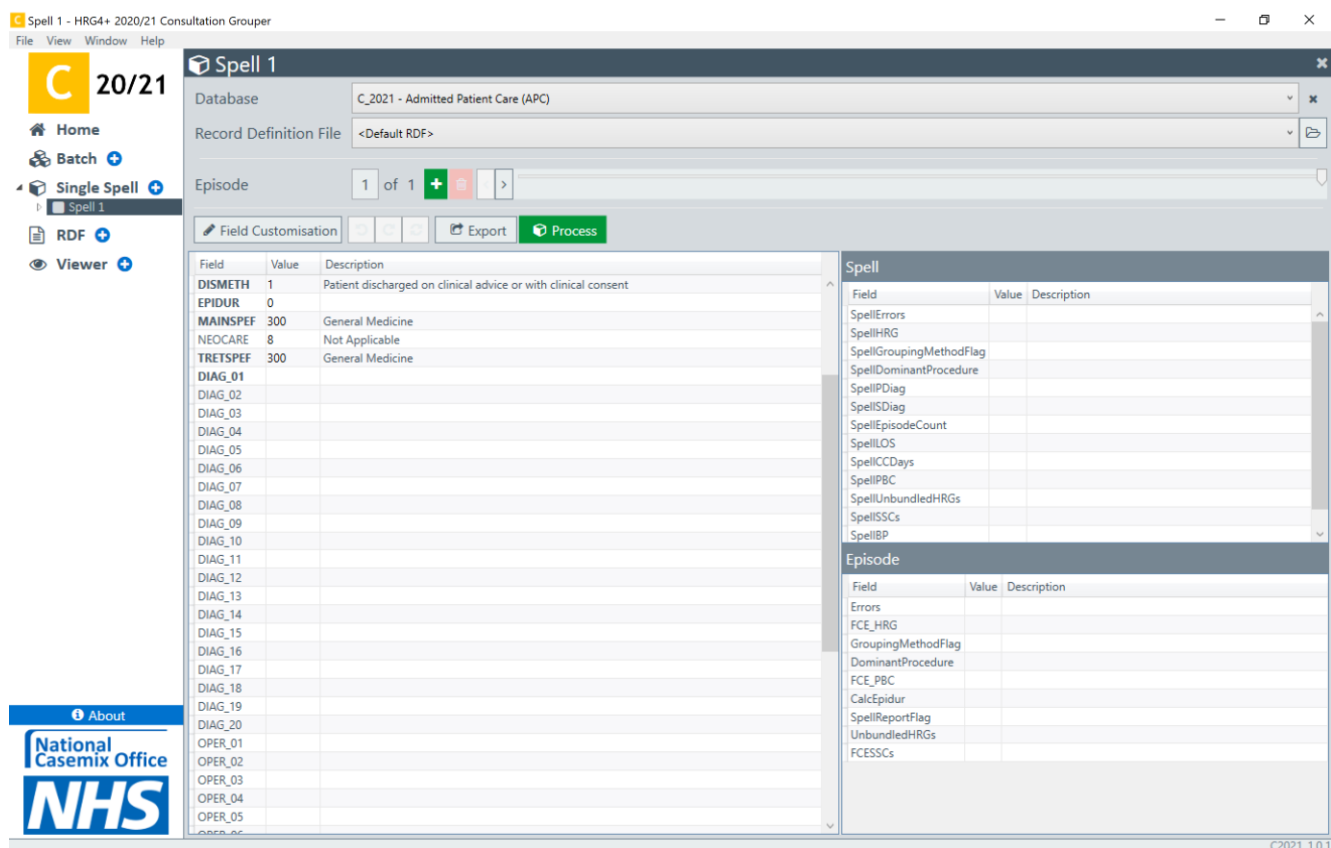 C Spell 1 - HRG4+ 2020/21 Consultation Grouper
File View Window Help
C 20/21
Home
Batch
Single Spell
Spell 1
RDF
Viewer
About
National
Casemix Office
NHS
Spell 1
Database C_2021 - Admitted Patient Care (APC)
Record Definition File <Default RDF>
Episode 1 of 1
Field Customisation Export Process
Field Value Description
DISMETH 1 Patient discharged on clinical advice or with clinical consent
EPIDUR 0
MAINSPEF 300 General Medicine
NEOCARE 8 Not Applicable
TRETSPEF 300 General Medicine
DIAG_01
DIAG_02
DIAG_03
DIAG_04
DIAG_05
DIAG_06
DIAG_07
DIAG_08
DIAG_09
DIAG_10
DIAG_11
DIAG_12
DIAG_13
DIAG_14
DIAG_15
DIAG_16
DIAG_17
DIAG_18
DIAG_19
DIAG_20
OPER_01
OPER_02
OPER_03
OPER_04
OPER_05
Spell
Field Value Description
SpellErrors
SpellHRG
SpellGroupingMethodFlag
SpellDominantProcedure
SpellPDiag
SpellSDiag
SpellEpisodeCount
SpellLOS
SpellCCDays
SpellPBC
SpellUnbundledHRGs
SpellSSCs
SpellBP
Episode
Field Value Description
Errors
FCE_HRG
GroupingMethodFlag
DominantProcedure
FCE_PBC
CalcEpidur
SpellReportFlag
UnbundledHRGs
FCESSCs
C2021_1.0.1